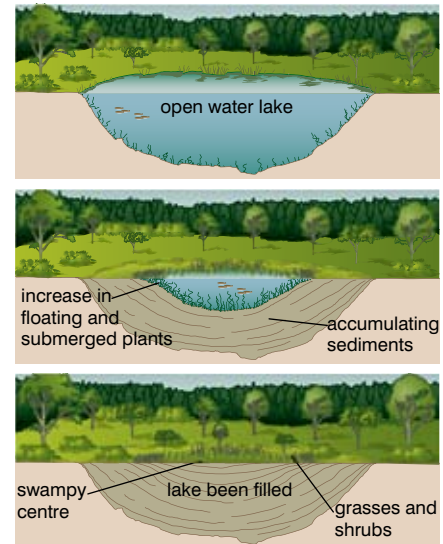 open water lake
increase in
floating and
submerged plants
accumulating
sediments
swampy
centre
lake been filled
grasses and
shrubs